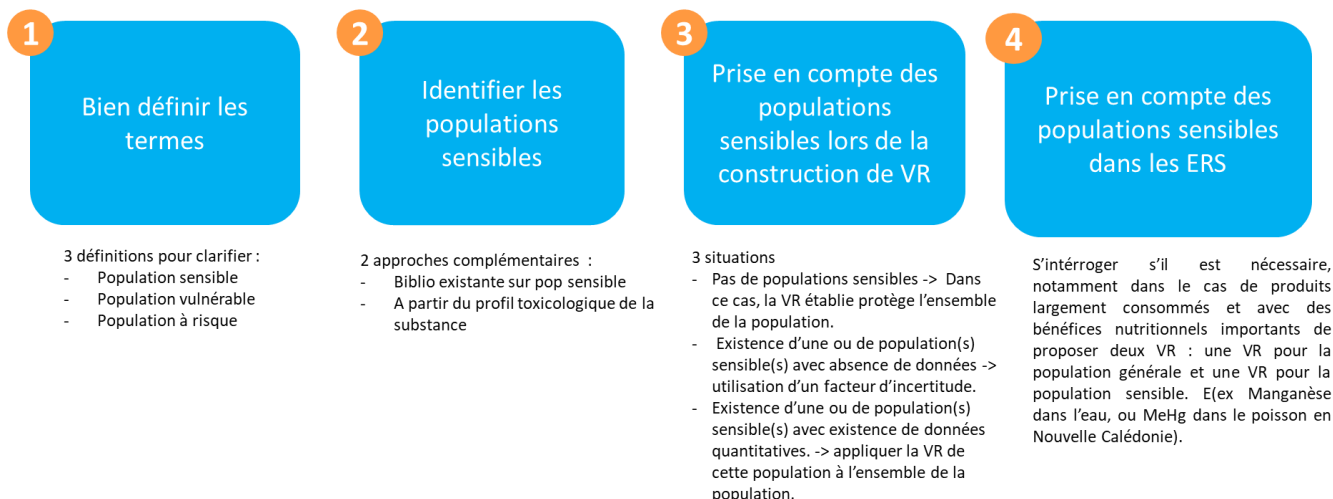 1
Bien définir les
termes
3 définitions pour clarifier :
- Population sensible
- Population vulnérable
- Population à risque
2
Identifier les
populations
sensibles
2 approches complémentaires :
- Biblio existante sur pop sensible
- A partir du profil toxicologique de la
substance
3
Prise en compte des
populations
sensibles lors de la
construction de VR
3 situations
- Pas de populations sensibles -> Dans
ce cas, la VR établie protège l’ensemble
de la population.
- Existence d’une ou de population(s)
sensible(s) avec absence de données ->
utilisation d’un facteur d’incertitude.
- Existence d’une ou de population(s)
sensible(s) avec existence de données
quantitatives. -> appliquer la VR de
cette population à l’ensemble de la
population.
4
Prise en compte des
populations sensibles
dans les ERS
S’intérroger s’il est nécessaire,
notamment dans le cas de produits
largement consommés et avec des
bénéfices nutritionnels importants de
proposer deux VR : une VR pour la
population générale et une VR pour la
population sensible. E(ex Manganèse
dans l’eau, ou MeHg dans le poisson en
Nouvelle Calédonie).